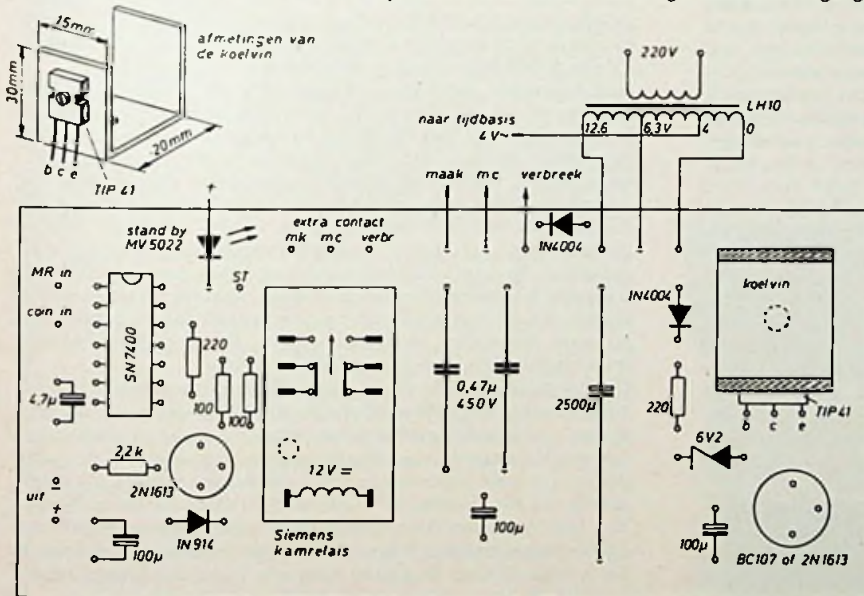 15mm
afmetingen van
de koelvin
30mm
20mm
b c e
TIP 41
220V
LH10
naar tijdbasis
4V~
12.6 6,3V 4 0
maak mc verbreek
+
stand by
MV5022
extra contact
mk mc verbr
1N4004
MR in
ST
koelvin
coin in
SN7400
1N4004
220
4,7µ
100
100
0,47µ
450V
2500µ
220
TIP41
b c e
2,2k
6V2
2N1613
12V=
uit
-
+
100µ
1N914
Siemens
kamrelais
100µ
100µ
BC107 of 2N1613